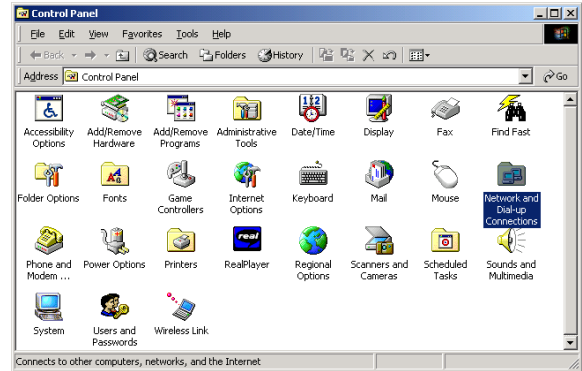 Control Panel
File Edit View Favorites Tools Help
Back Search Folders History
Address Control Panel Go
Accessibility Options
Add/Remove Hardware
Add/Remove Programs
Administrative Tools
Date/Time
Display
Fax
Find Fast
Folder Options
Fonts
Game Controllers
Internet Options
Keyboard
Mail
Mouse
Network and Dial-up Connections
Phone and Modem ...
Power Options
Printers
real
RealPlayer
Regional Options
Scanners and Cameras
Scheduled Tasks
Sounds and Multimedia
System
Users and Passwords
Wireless Link
Connects to other computers, networks, and the Internet